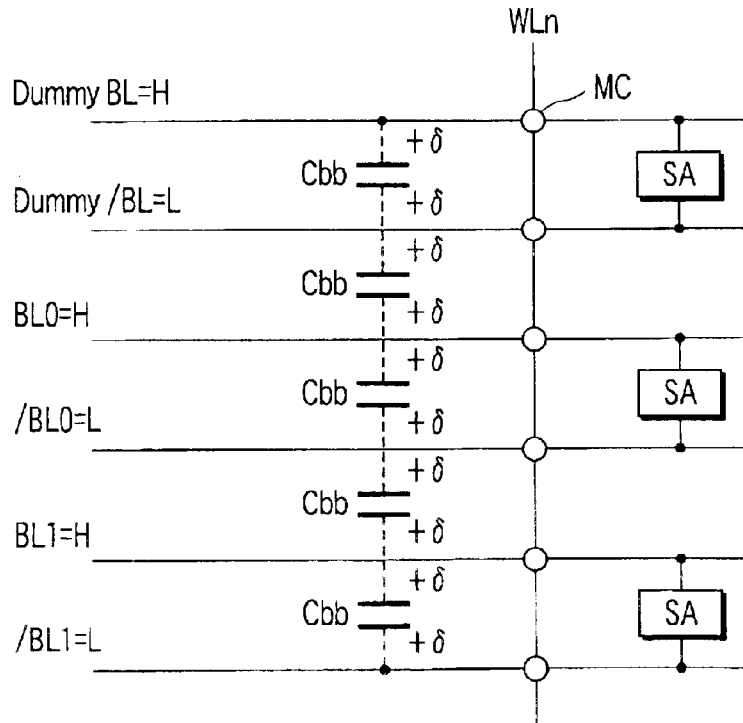 WLn
Dummy BL=H
MC
+δ
Cbb
SA
+δ
Dummy /BL=L
+δ
Cbb
+δ
BL0=H
+δ
Cbb
SA
+δ
/BL0=L
+δ
Cbb
+δ
BL1=H
+δ
Cbb
SA
+δ
/BL1=L